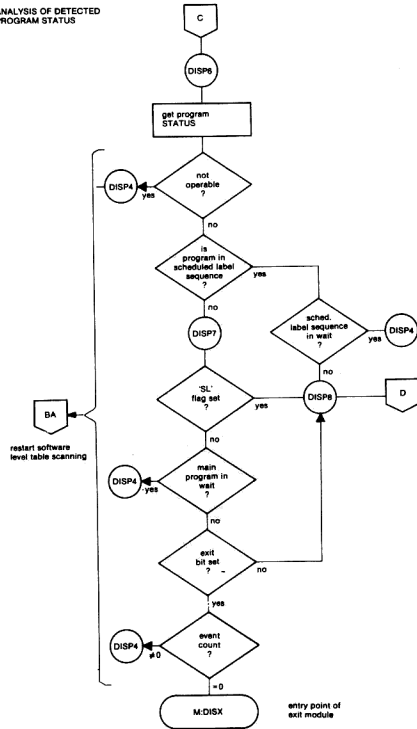 ANALYSIS OF DETECTED
PROGRAM STATUS
C
DISP6
get program
STATUS
DISP4
yes
not
operable
?
no
is
program in
scheduled label
sequence
?
yes
no
sched.
label sequence
in wait
?
yes
DISP4
no
DISP7
'SL'
flag set
?
yes
DISP8
D
no
BA
restart software
level table scanning
DISP4
yes
main
program in
wait
?
no
exit
bit set
?
no
yes
DISP4
≠0
event
count
?
=0
M:DISX
entry point of
exit module